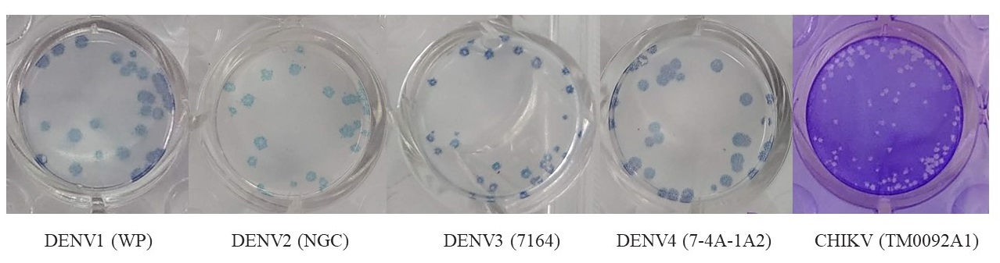 DENV1 (WP) DENV2 (NGC) DENV3 (7164) DENV4 (7-4A-1A2) CHIKV (TM0092A1)